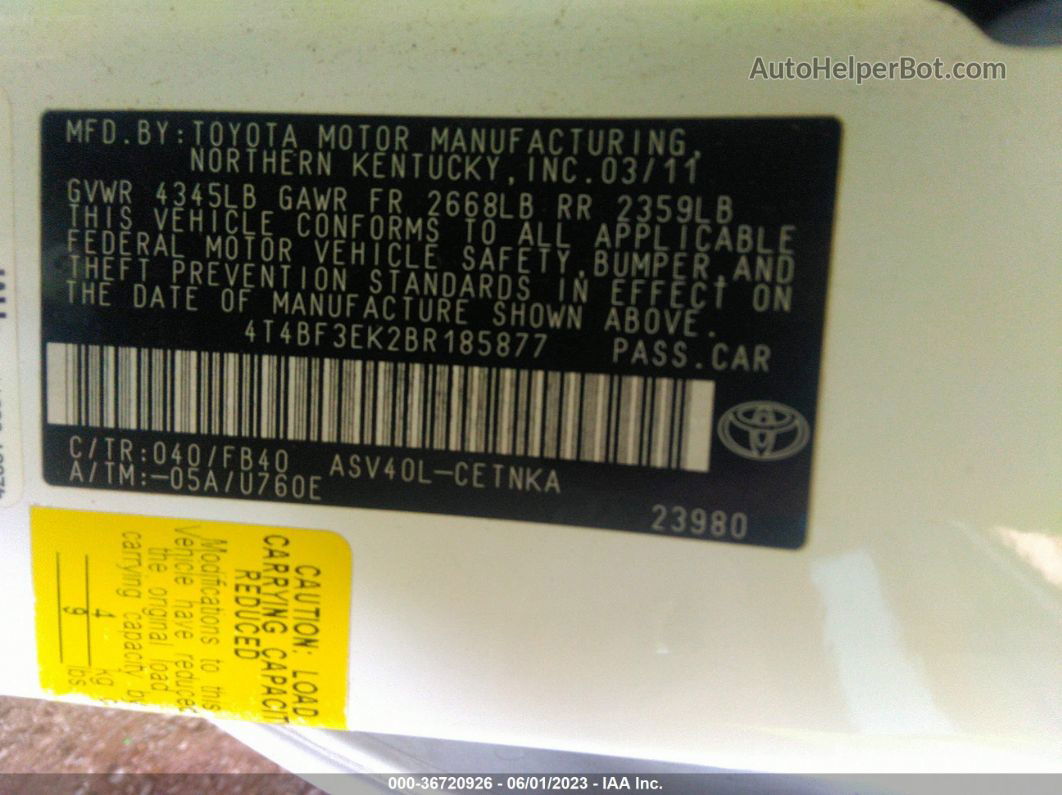 AutoHelperBot.com
MFD.BY:TOYOTA MOTOR MANUFACTURING,
NORTHERN KENTUCKY,INC.03/11
GVWR 4345LB GAWR FR 2668LB RR 2359LB
THIS VEHICLE CONFORMS TO ALL APPLICABLE
FEDERAL MOTOR VEHICLE SAFETY,BUMPER,AND
THEFT PREVENTION STANDARDS IN EFFECT ON
THE DATE OF MANUFACTURE SHOWN ABOVE.
4T4BF3EK2BR185877 PASS.CAR
C/TR:040/FB40 ASV40L-CETNKA
A/TM:-05A/U760E
23980
CAUTION: LOAD
CARRYING CAPACIT
REDUCED
Modifications to this
Vehicle have reduced
the original load
carrying capacity by
4 kg
9 lbs
000-36720926 - 06/01/2023 - IAA Inc.